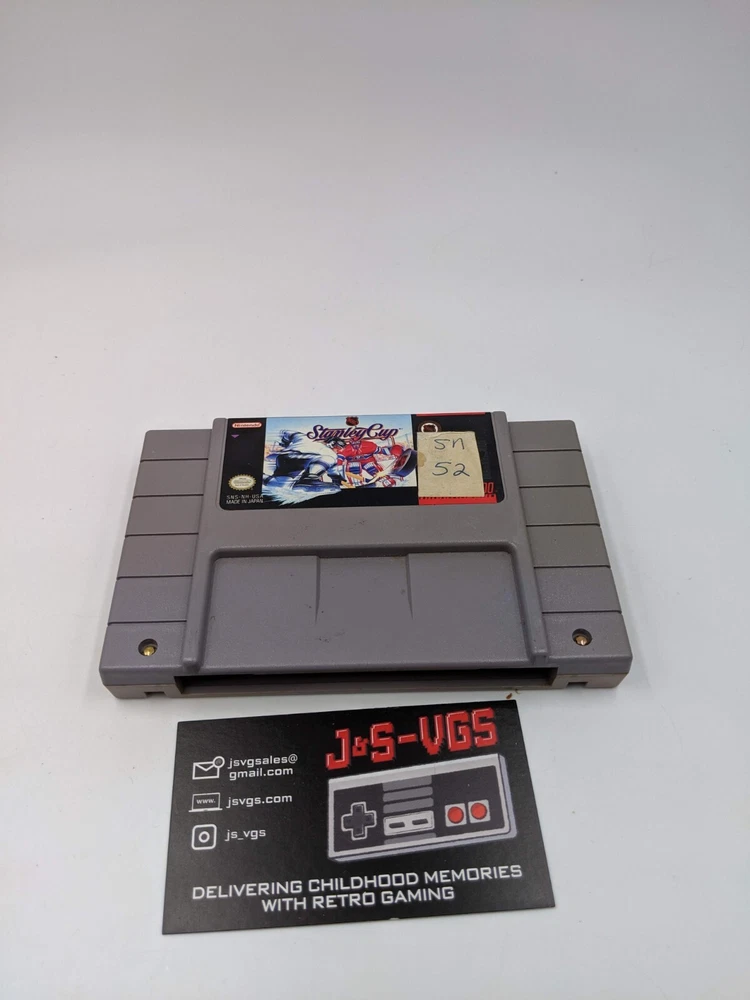 Nintendo
Stanley Cup
SNS-NH-USA
MADE IN JAPAN
SN
52
J&S-VGS
jsvgsales@
gmail.com
www.
jsvgs.com
js_vgs
DELIVERING CHILDHOOD MEMORIES
WITH RETRO GAMING